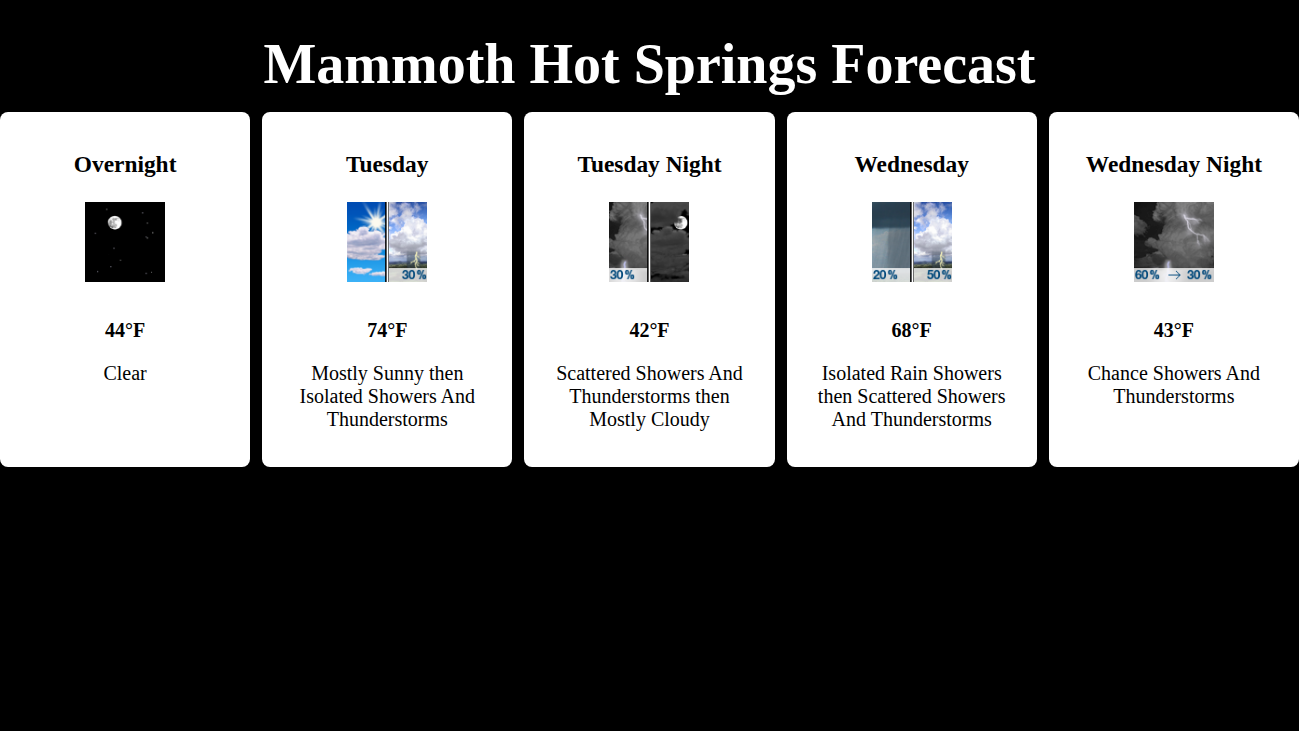 Mammoth Hot Springs Forecast
Overnight
44°F
Clear
Tuesday
30%
74°F
Mostly Sunny then
Isolated Showers And
Thunderstorms
Tuesday Night
30%
42°F
Scattered Showers And
Thunderstorms then
Mostly Cloudy
Wednesday
20% 50%
68°F
Isolated Rain Showers
then Scattered Showers
And Thunderstorms
Wednesday Night
60% → 30%
43°F
Chance Showers And
Thunderstorms